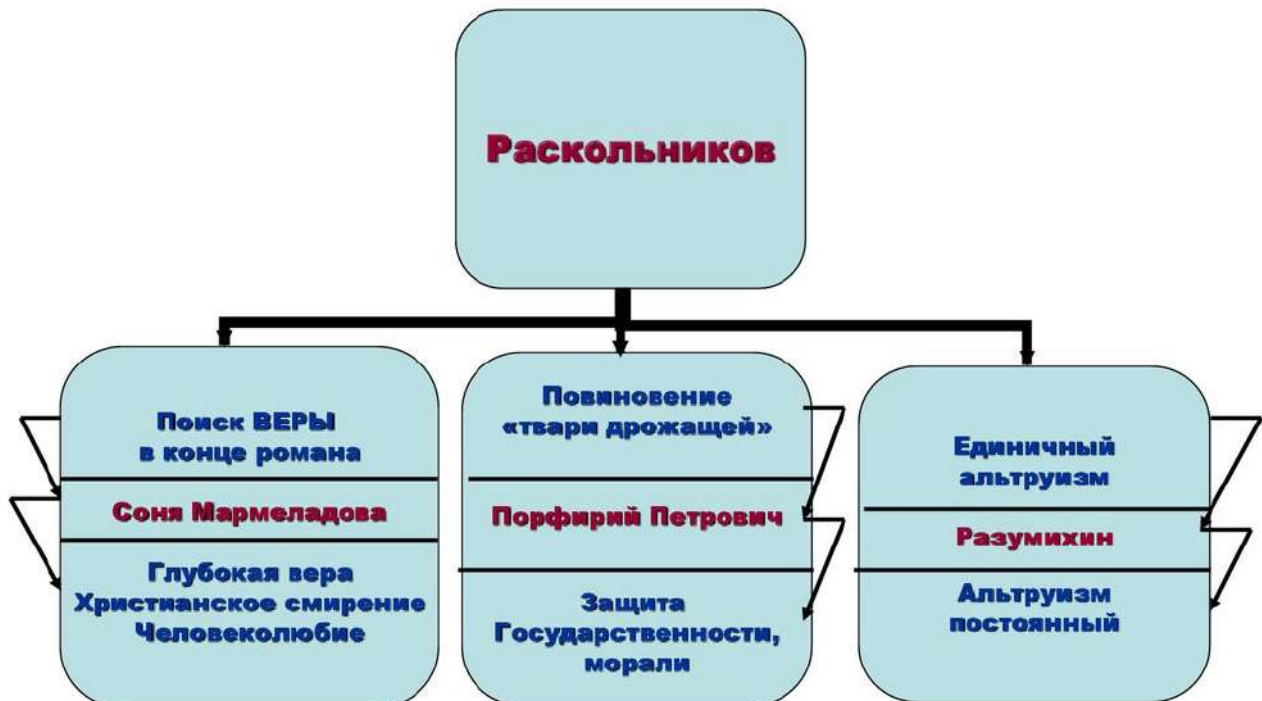 Раскольников
Поиск ВЕРЫ
в конце романа
Соня Мармеладова
Глубокая вера
Христианское смирение
Человеколюбие
Повиновение
«твари дрожащей»
Порфирий Петрович
Защита
Государственности,
морали
Единичный
альтруизм
Разумихин
Альтруизм
постоянный